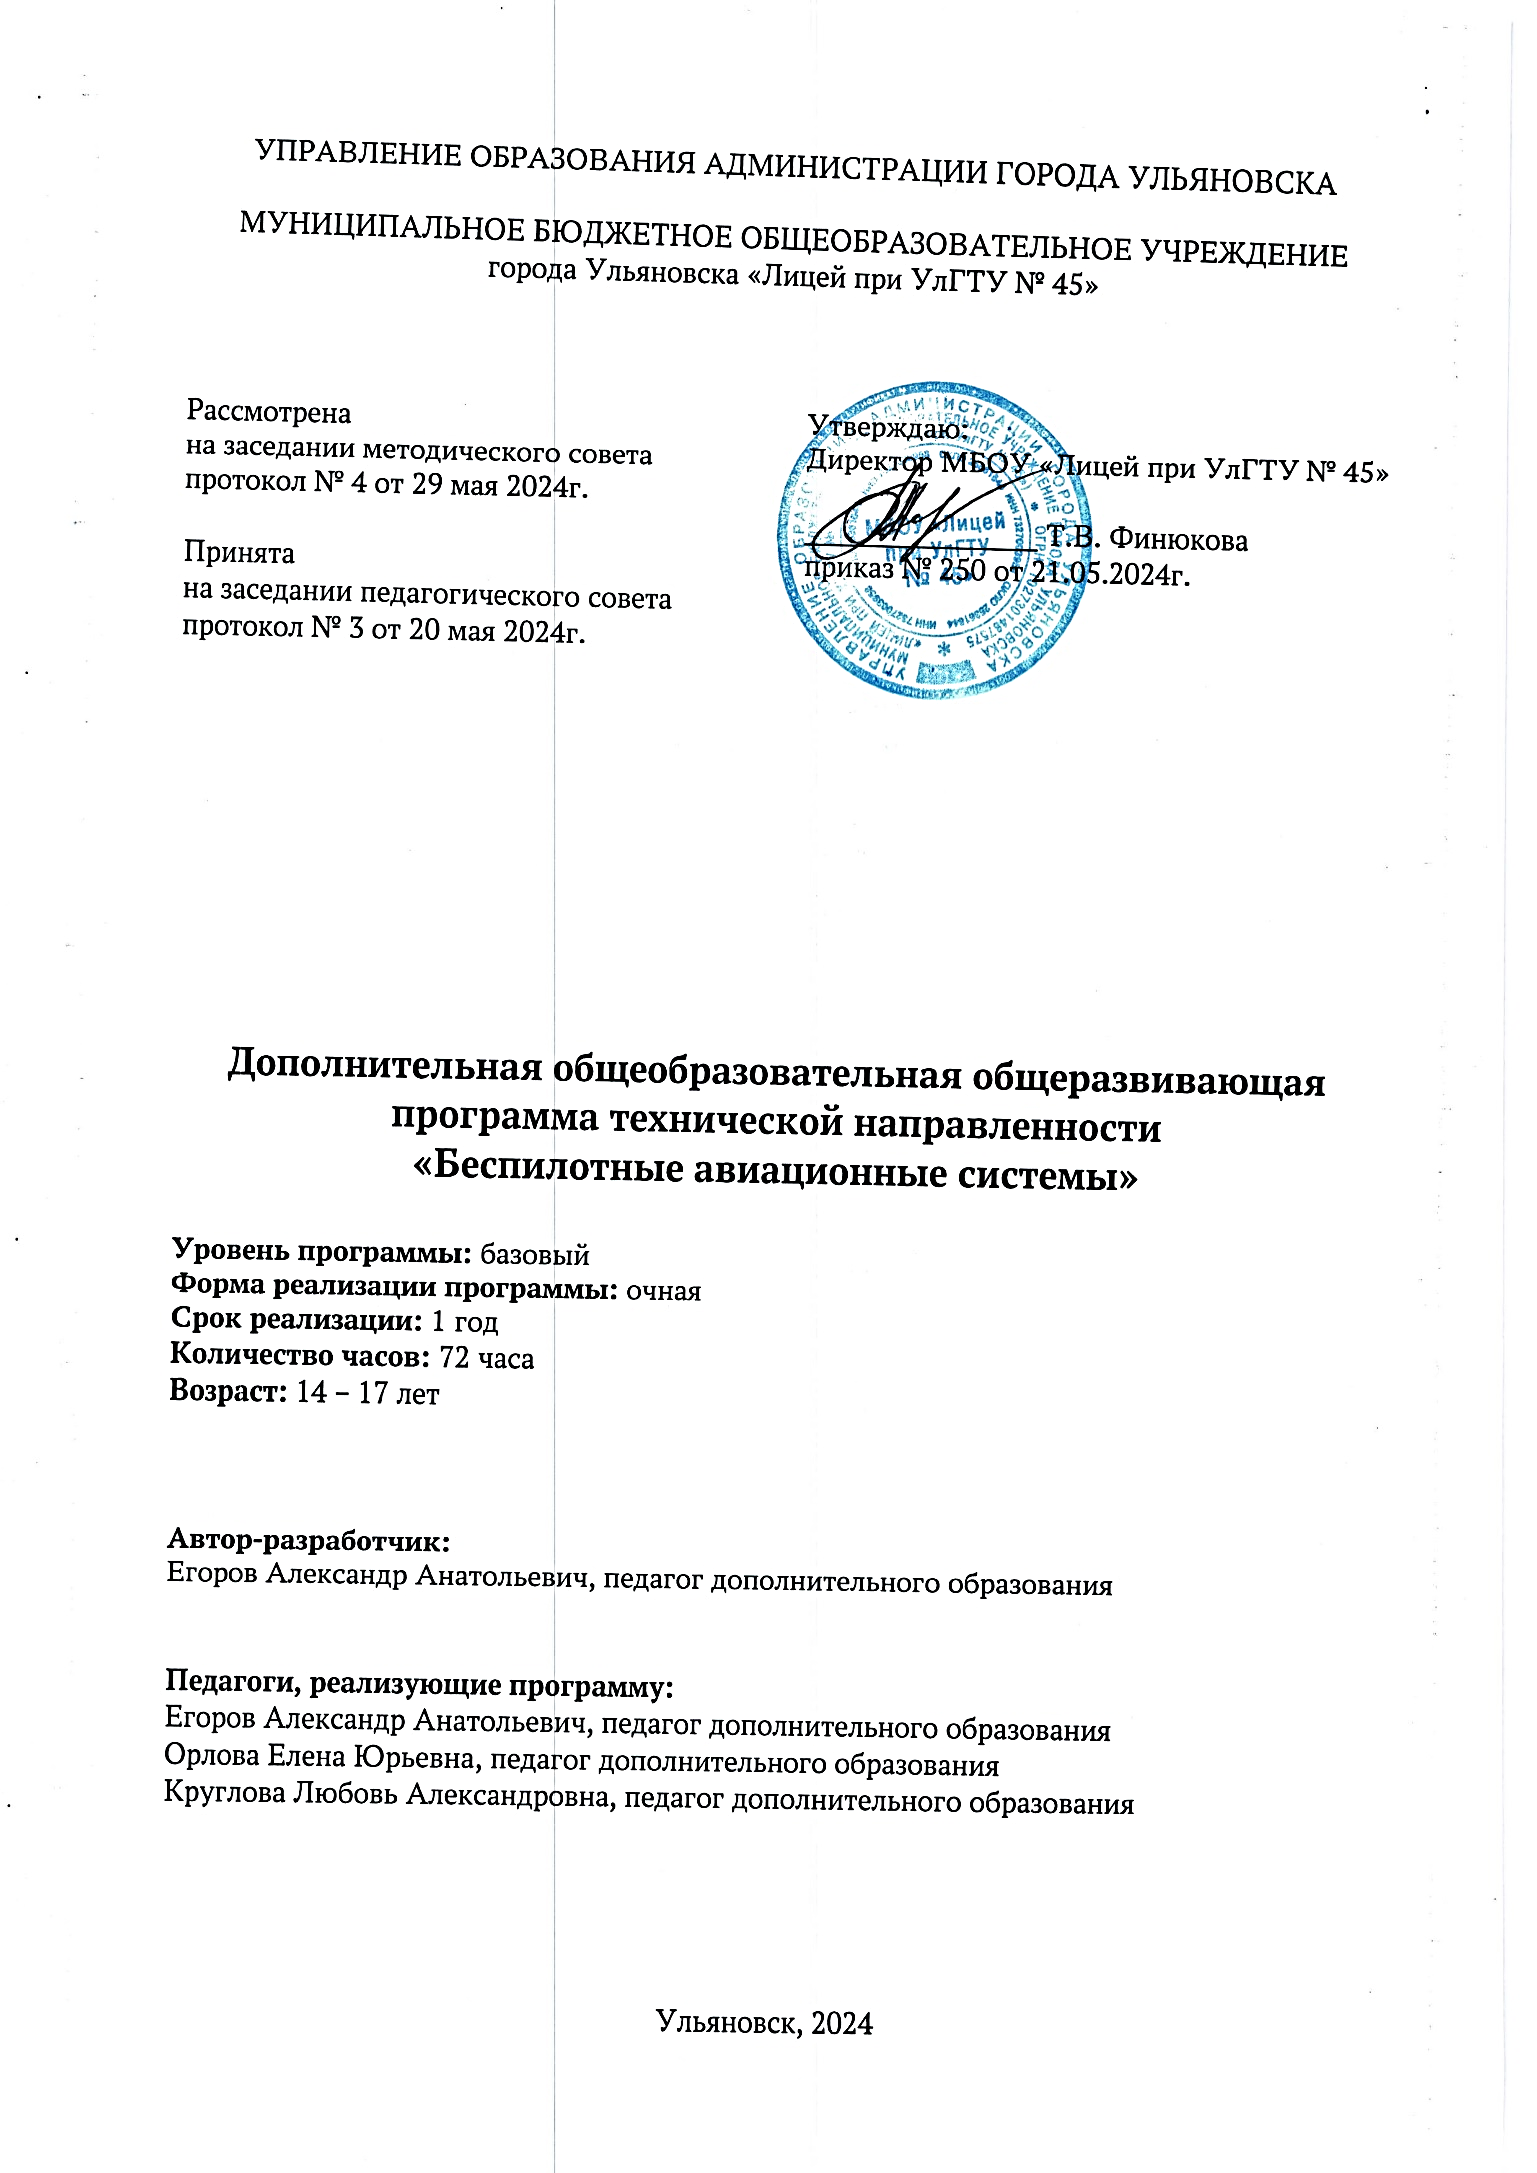 УПРАВЛЕНИЕ ОБРАЗОВАНИЯ АДМИНИСТРАЦИИ ГОРОДА УЛЬЯНОВСКА
МУНИЦИПАЛЬНОЕ БЮДЖЕТНОЕ ОБЩЕОБРАЗОВАТЕЛЬНОЕ УЧРЕЖДЕНИЕ
города Ульяновска «Лицей при УлГТУ № 45»
Рассмотрена
на заседании методического совета
протокол № 4 от 29 мая 2024г.
Принята
на заседании педагогического совета
протокол № 3 от 20 мая 2024г.
Утверждаю:
Директор МБОУ «Лицей при УлГТУ № 45»
Т.В. Финюкова
приказ № 250 от 21.05.2024г.
МБОУ «Лицей
при УлГТУ
№ 45»
Дополнительная общеобразовательная общеразвивающая
программа технической направленности
«Беспилотные авиационные системы»
Уровень программы: базовый
Форма реализации программы: очная
Срок реализации: 1 год
Количество часов: 72 часа
Возраст: 14 – 17 лет
Автор-разработчик:
Егоров Александр Анатольевич, педагог дополнительного образования
Педагоги, реализующие программу:
Егоров Александр Анатольевич, педагог дополнительного образования
Орлова Елена Юрьевна, педагог дополнительного образования
Круглова Любовь Александровна, педагог дополнительного образования
Ульяновск, 2024